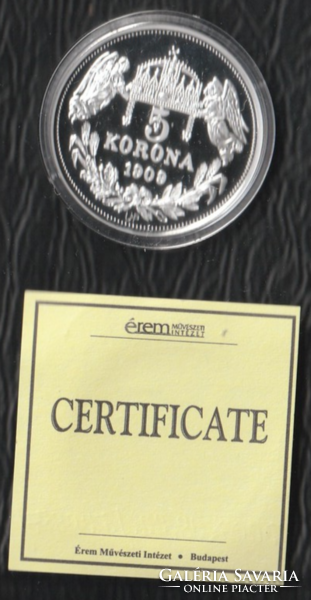 5
KORONA
1909
érem MŰVÉSZETI
INTÉZET
CERTIFICATE
Érem Művészeti Intézet • Budapest
GALÉRIA SAVARIA
ONLINE PIACTÉR